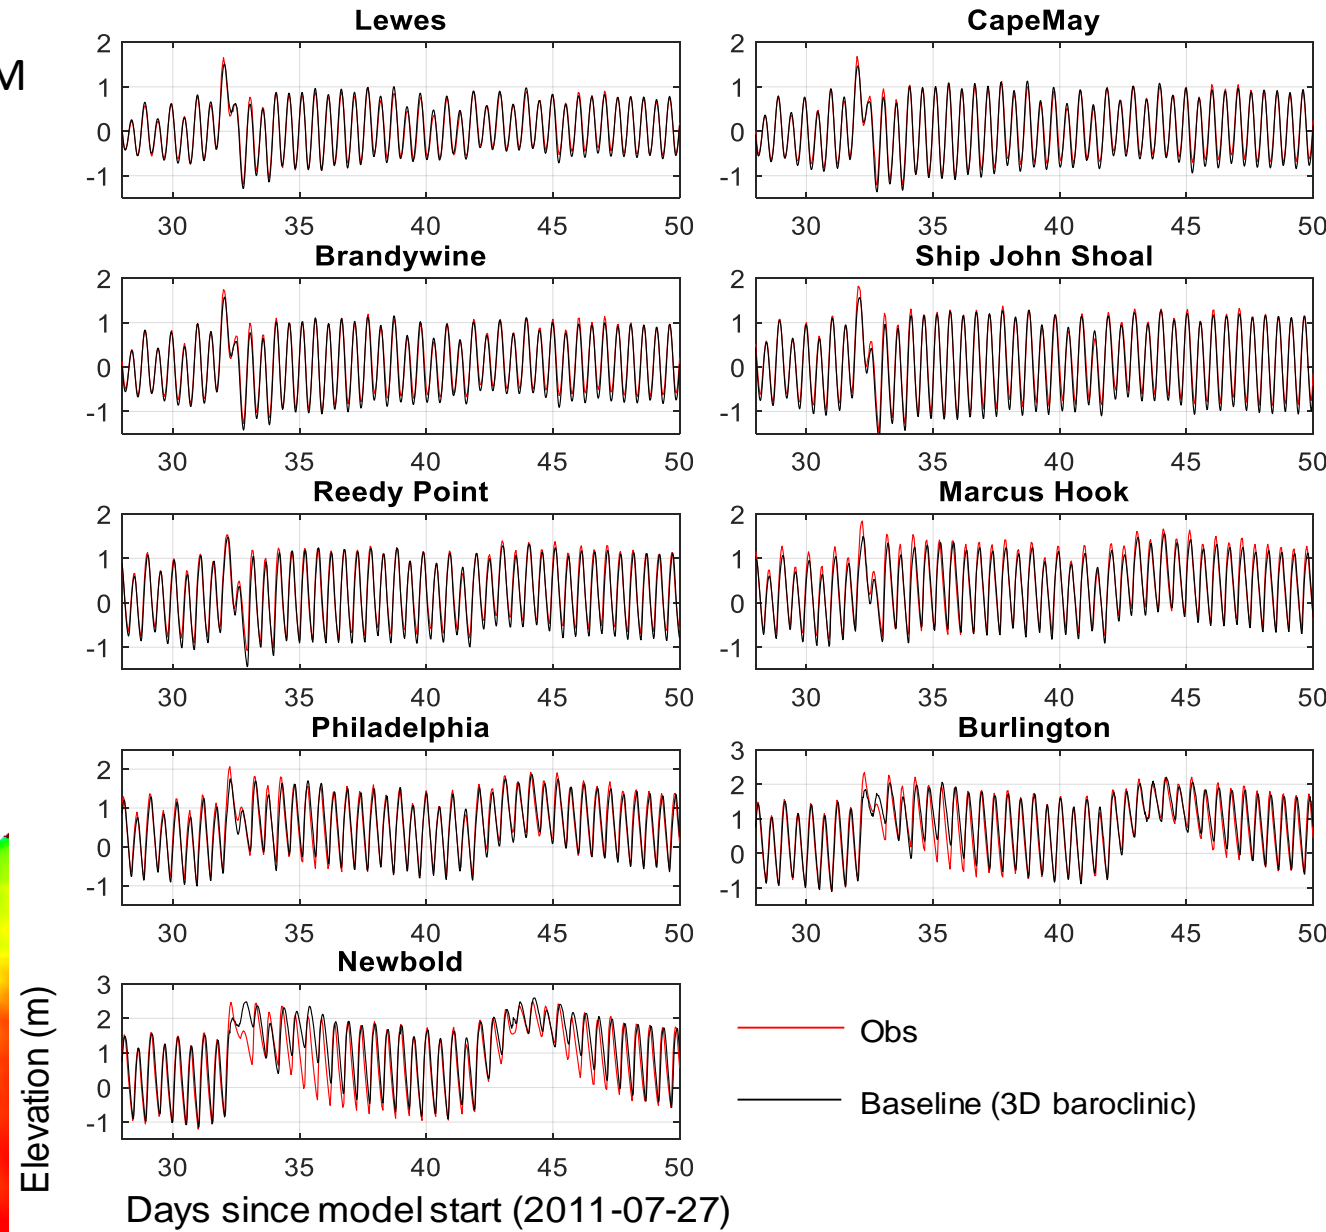 M
Lewes
2
1
0
-1
30 35 40 45 50
CapeMay
2
1
0
-1
30 35 40 45 50
Brandywine
2
1
0
-1
30 35 40 45 50
Ship John Shoal
2
1
0
-1
30 35 40 45 50
Reedy Point
2
1
0
-1
30 35 40 45 50
Marcus Hook
2
1
0
-1
30 35 40 45 50
Philadelphia
2
1
0
-1
30 35 40 45 50
Burlington
3
2
1
0
-1
30 35 40 45 50
Newbold
3
2
1
0
-1
30 35 40 45 50
Elevation (m)
Days since model start (2011-07-27)
Obs
Baseline (3D baroclinic)